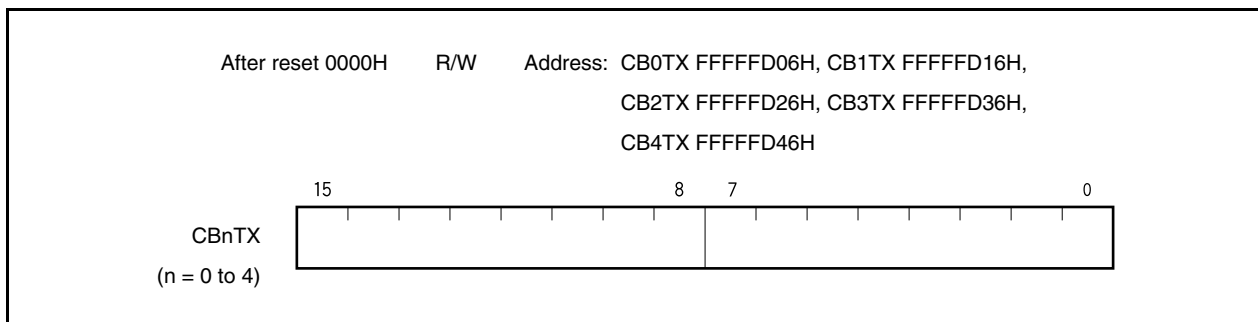 After reset 0000H R/W Address: CB0TX FFFFFD06H, CB1TX FFFFFD16H,
CB2TX FFFFFD26H, CB3TX FFFFFD36H,
CB4TX FFFFFD46H
15 8 7 0
CBnTX
(n = 0 to 4)